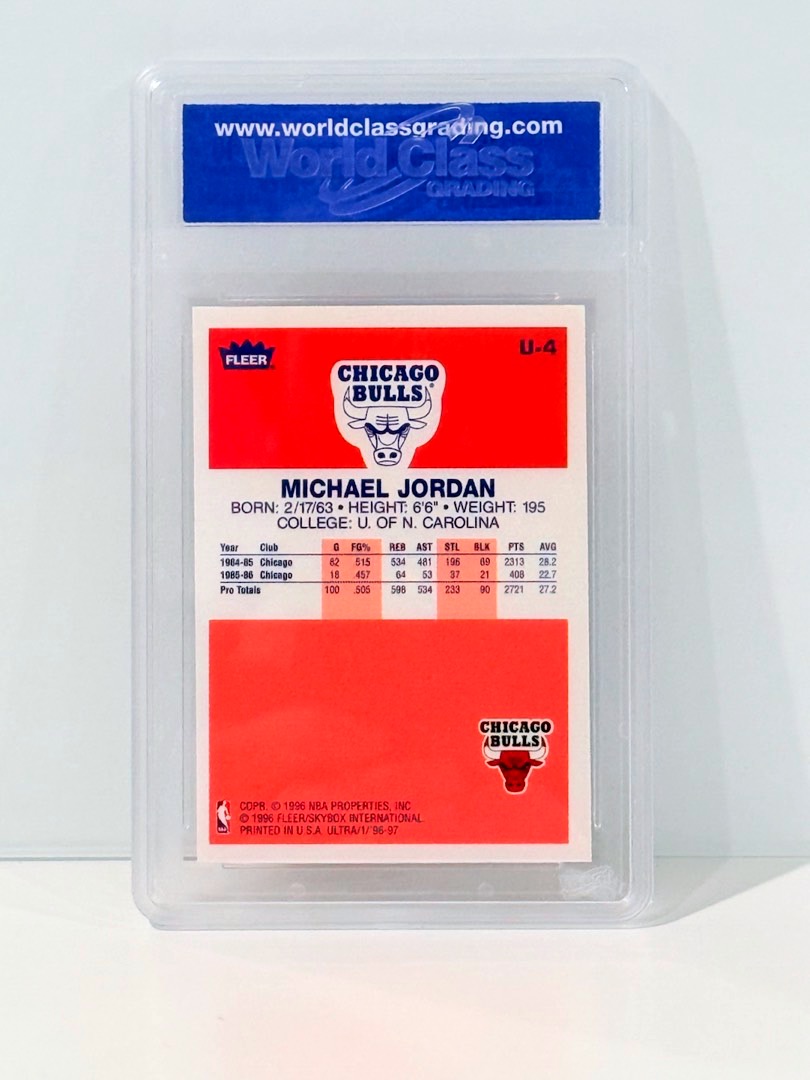 www.worldclassgrading.com
World Class
GRADING
FLEER
U-4
CHICAGO
BULLS
MICHAEL JORDAN
BORN: 2/17/63 • HEIGHT: 6'6" • WEIGHT: 195
COLLEGE: U. OF N. CAROLINA
Year Club G FG% REB AST STL BLK PTS AVG
1984-85 Chicago 82 .515 534 481 196 69 2313 28.2
1985-86 Chicago 18 .457 64 53 37 21 408 22.7
Pro Totals 100 .505 598 534 233 90 2721 27.2
CHICAGO
BULLS
COPR. © 1996 NBA PROPERTIES, INC
© 1996 FLEER/SKYBOX INTERNATIONAL
PRINTED IN U.S.A. ULTRA/1/'96-97